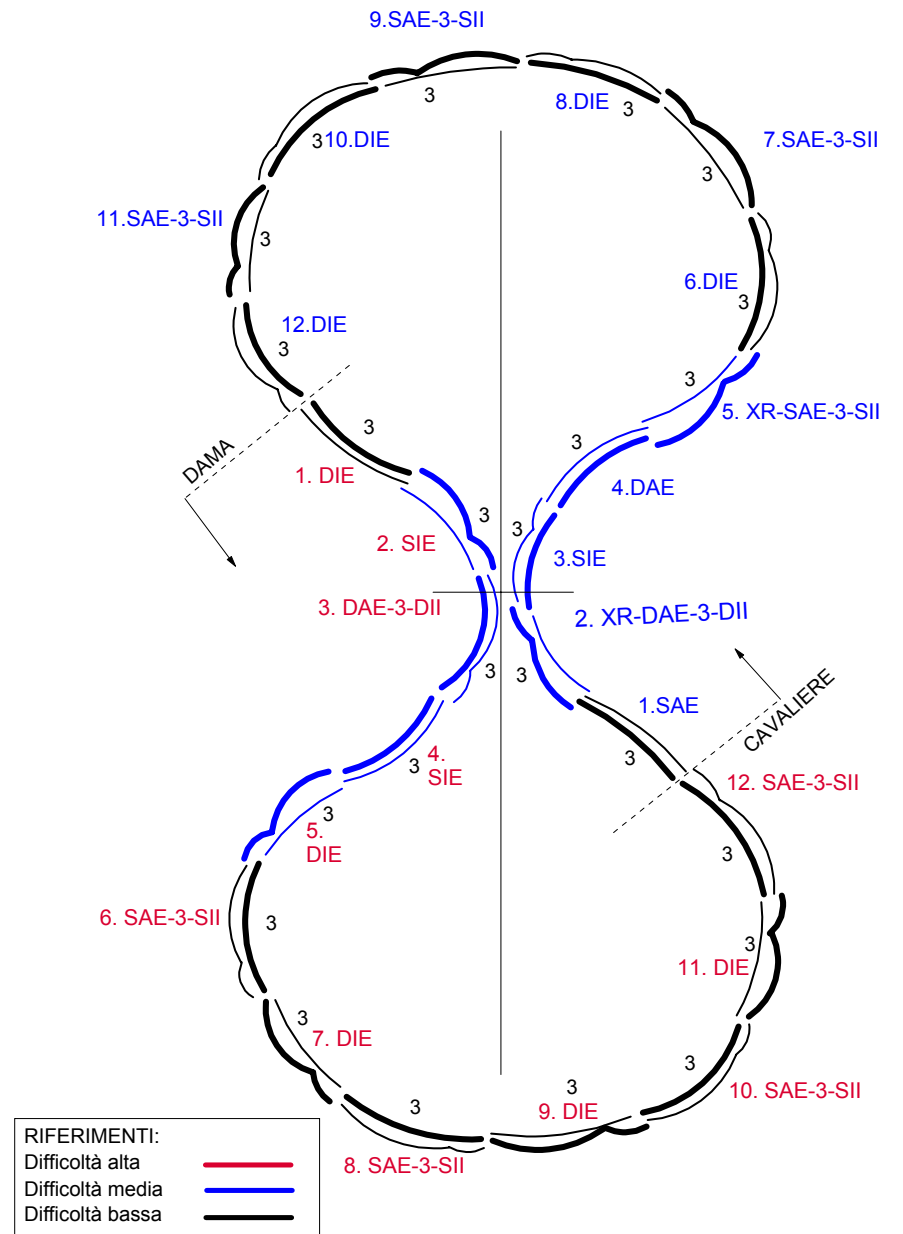 9.SAE-3-SII
3
3
8.DIE
3
10.DIE
7.SAE-3-SII
3
11.SAE-3-SII
3
6.DIE
3
12.DIE
3
3
5. XR-SAE-3-SII
DAMA
3
3
1. DIE
4.DAE
2. SIE
3
3
3.SIE
3. DAE-3-DII
2. XR-DAE-3-DII
3
3
1.SAE
CAVALIERE
4.
SIE
3
3
12. SAE-3-SII
3
5.
DIE
3
6. SAE-3-SII
3
3
11. DIE
3
7. DIE
3
10. SAE-3-SII
3
9. DIE
3
8. SAE-3-SII
RIFERIMENTI:
Difficoltà alta
Difficoltà media
Difficoltà bassa